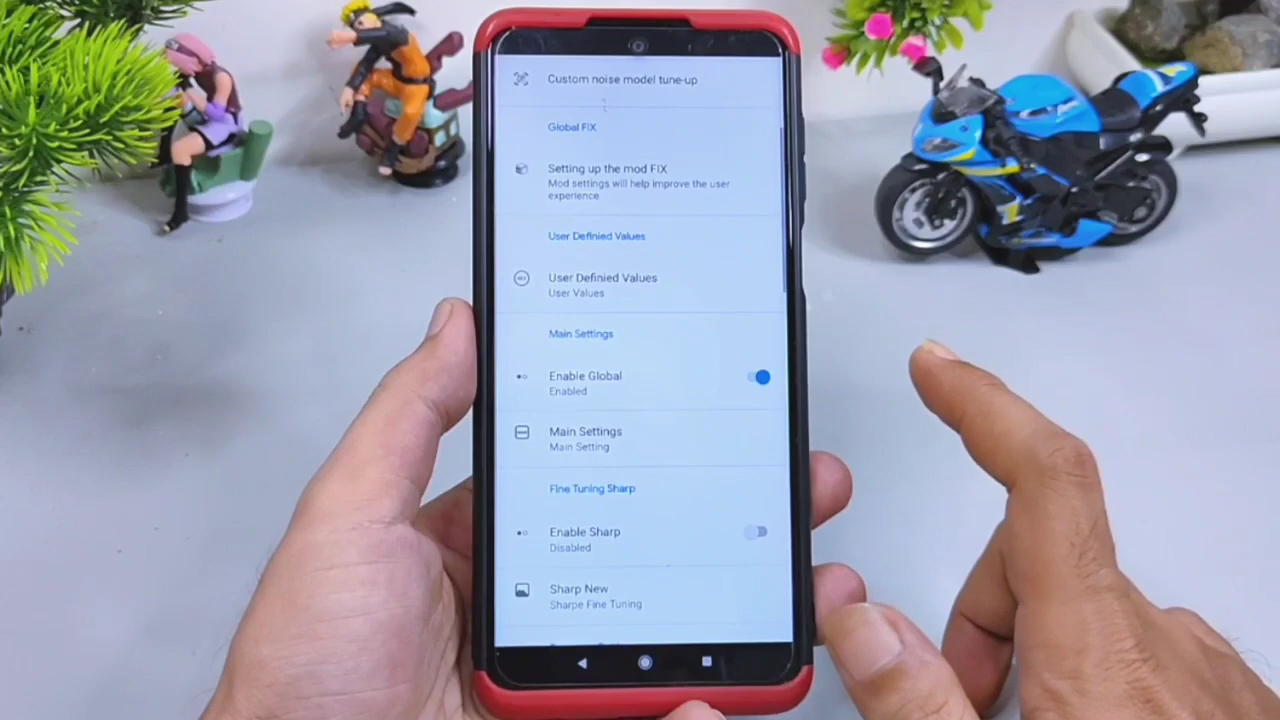 Custom noise model tune-up
Global FIX
Setting up the mod FIX
Mod settings will help improve the user
experience
User Definied Values
User Definied Values
User Values
Main Settings
Enable Global
Enabled
Main Settings
Main Setting
Fine Tuning Sharp
Enable Sharp
Disabled
Sharp New
Sharpe Fine Tuning